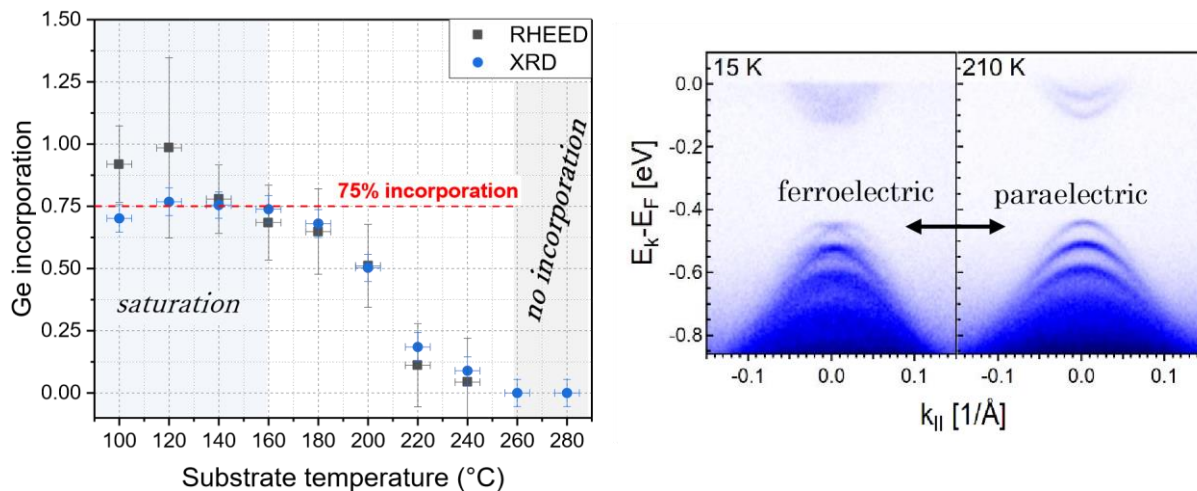 Ge incorporation
1.50
1.25
1.00
0.75
0.50
0.25
0.00
RHEED
XRD
75% incorporation
saturation
no incorporation
100 120 140 160 180 200 220 240 260 280
Substrate temperature (°C)
E_k-E_F [eV]
0.0
-0.2
-0.4
-0.6
-0.8
15 K
210 K
ferroelectric
paraelectric
-0.1 0.0 0.1 -0.1 0.0 0.1
k_II [1/Å]